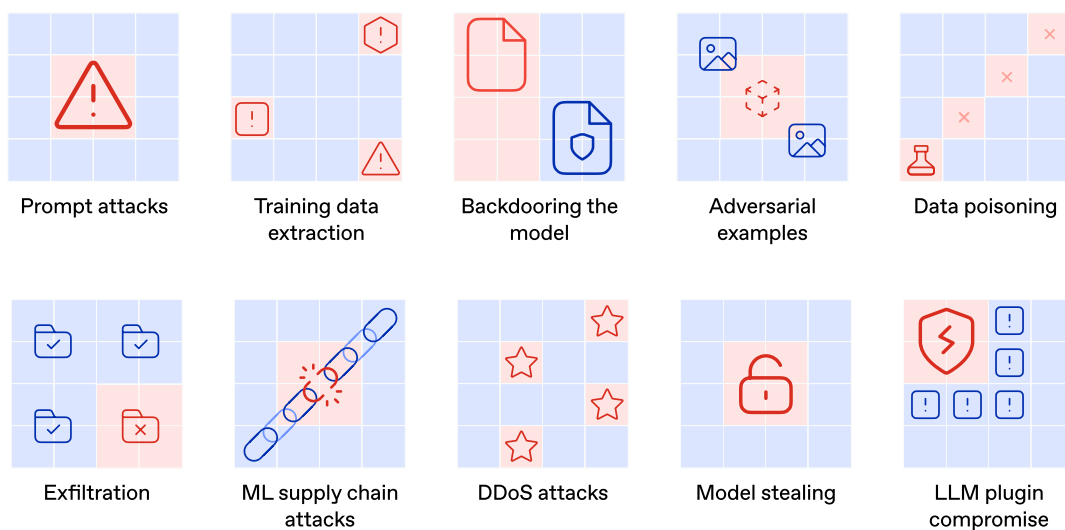 Prompt attacks
Training data
extraction
Backdooring the
model
Adversarial
examples
Data poisoning
Exfiltration
ML supply chain
attacks
DDoS attacks
Model stealing
LLM plugin
compromise